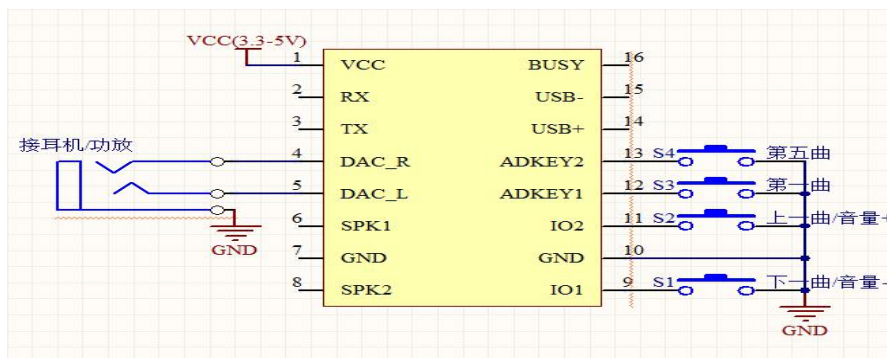 VCC(3.3-5V)
1 VCC BUSY 16
2 RX USB- 15
3 TX USB+ 14
接耳机/功放
4 DAC_R ADKEY2 13 S4 第五曲
5 DAC_L ADKEY1 12 S3 第一曲
6 SPK1 IO2 11 S2 上一曲/音量+
GND
7 GND GND 10
8 SPK2 IO1 9 S1 下一曲/音量-
GND